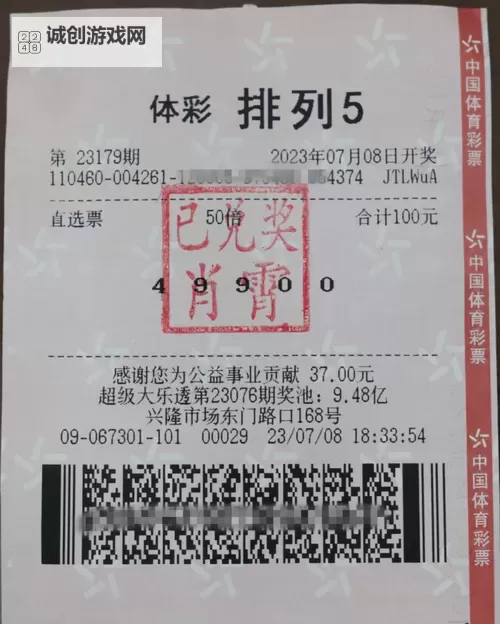 2248
诚创游戏网
体彩 排列5
第 23179期 2023年07月08日开奖
110460-004261- 4374 JTLWuA
直选票 50倍 合计100元
已兑奖
4 9 9 0 0
肖霄
感谢您为公益事业贡献 37.00元
超级大乐透第23076期奖池：9.48亿
兴隆市场东门路口168号
09-067301-101 00029 23/07/08 18:33:54
中国体育彩票
中国体育彩票
中国体育彩票